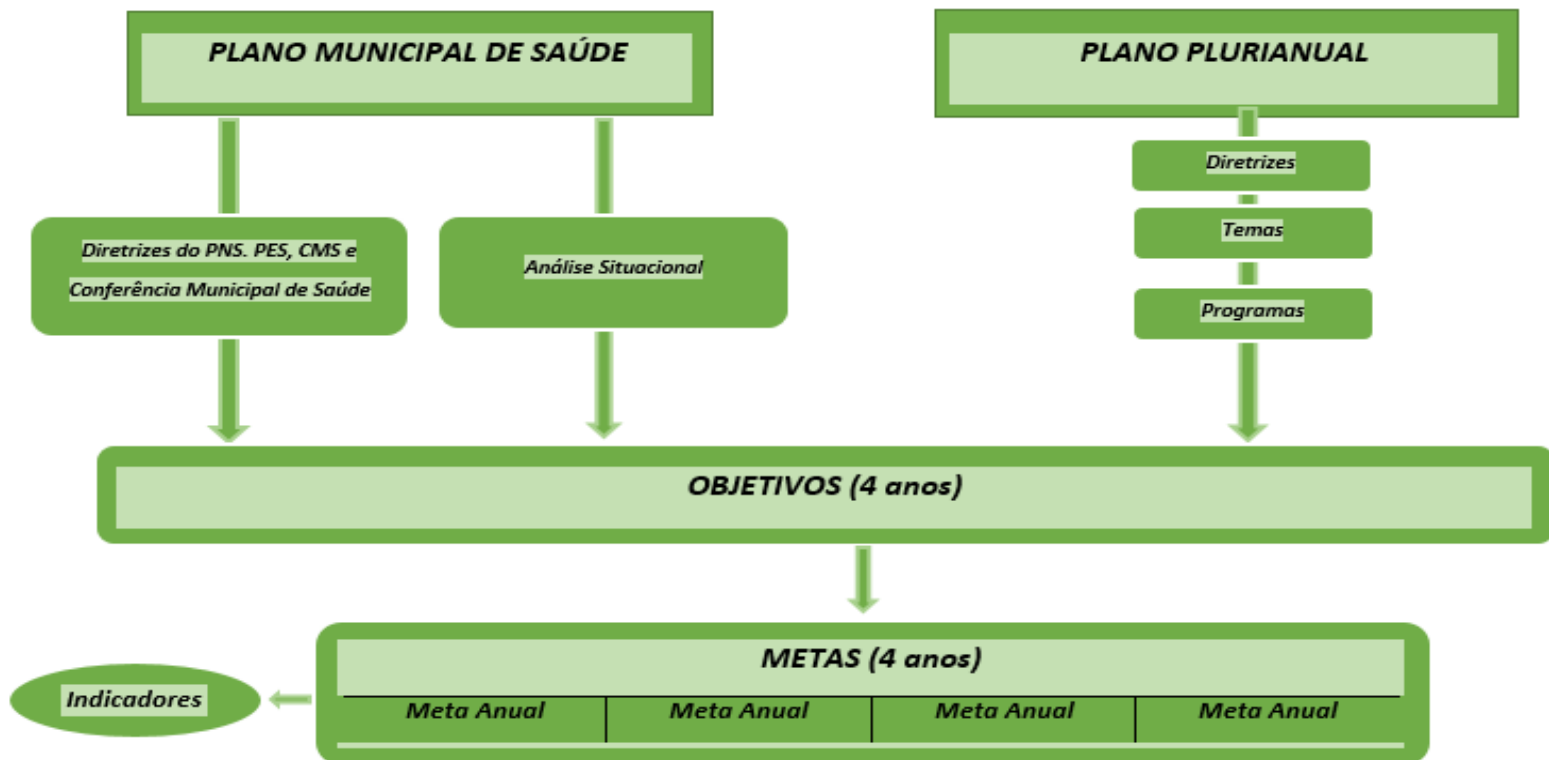 PLANO MUNICIPAL DE SAÚDE
PLANO PLURIANUAL
Diretrizes
Temas
Programas
Diretrizes do PNS. PES, CMS e
Conferência Municipal de Saúde
Análise Situacional
OBJETIVOS (4 anos)
METAS (4 anos)
Meta Anual
Meta Anual
Meta Anual
Meta Anual
Indicadores